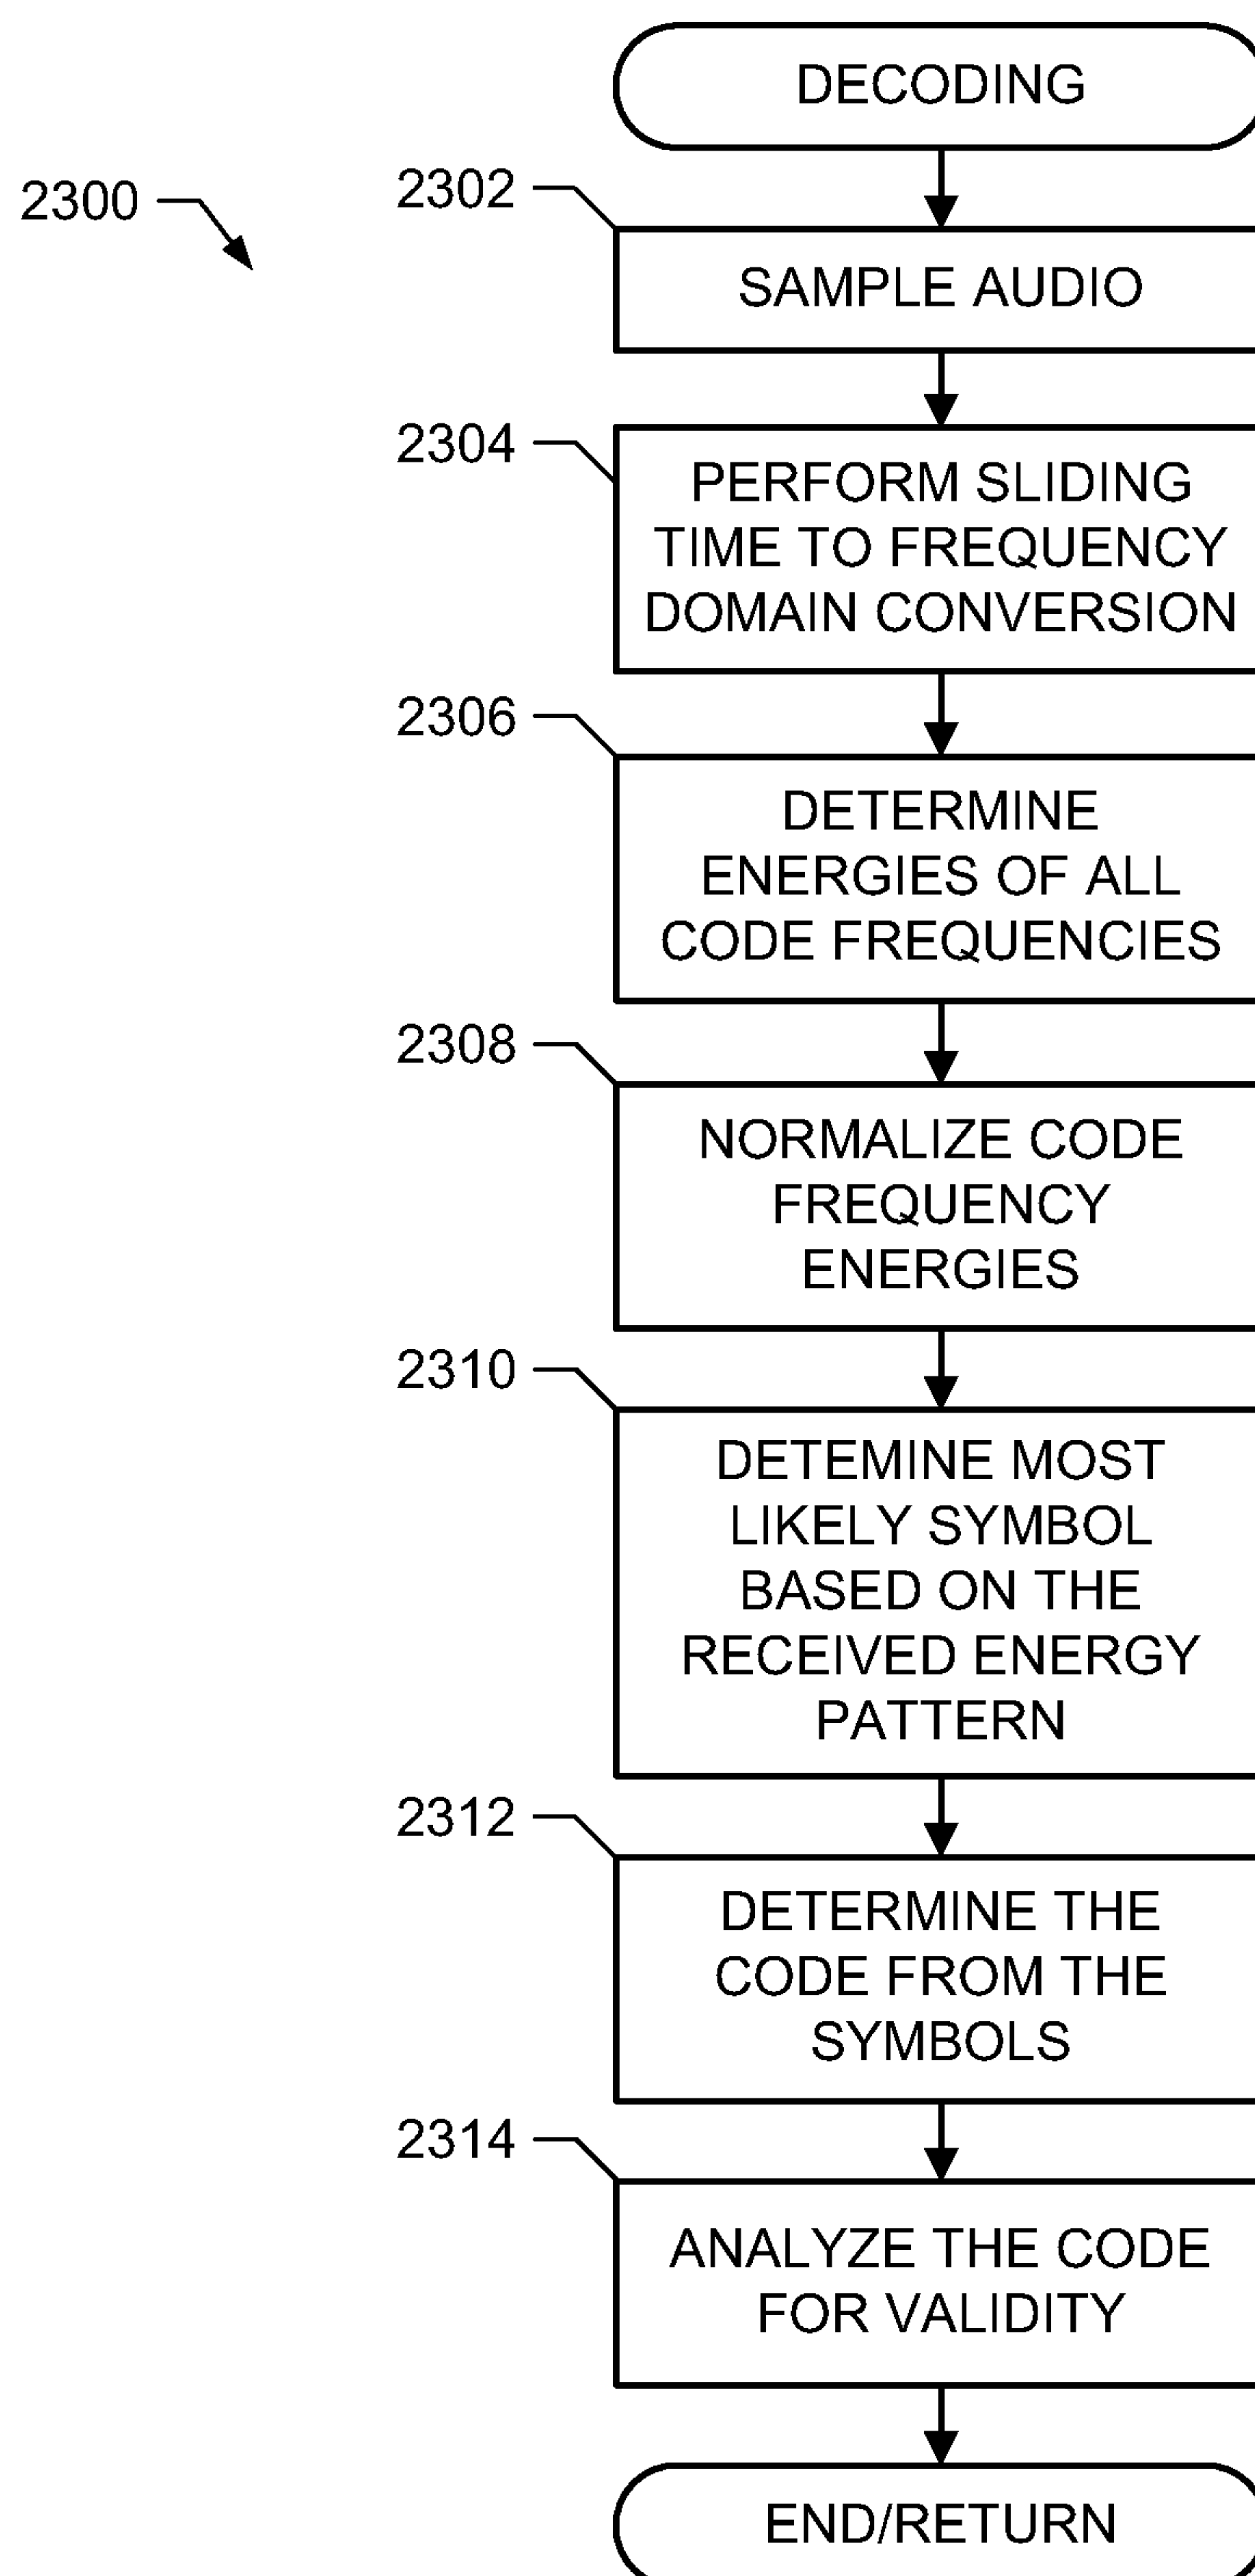 DECODING
2300
2302
SAMPLE AUDIO
2304
PERFORM SLIDING
TIME TO FREQUENCY
DOMAIN CONVERSION
2306
DETERMINE
ENERGIES OF ALL
CODE FREQUENCIES
2308
NORMALIZE CODE
FREQUENCY
ENERGIES
2310
DETEMINE MOST
LIKELY SYMBOL
BASED ON THE
RECEIVED ENERGY
PATTERN
2312
DETERMINE THE
CODE FROM THE
SYMBOLS
2314
ANALYZE THE CODE
FOR VALIDITY
END/RETURN